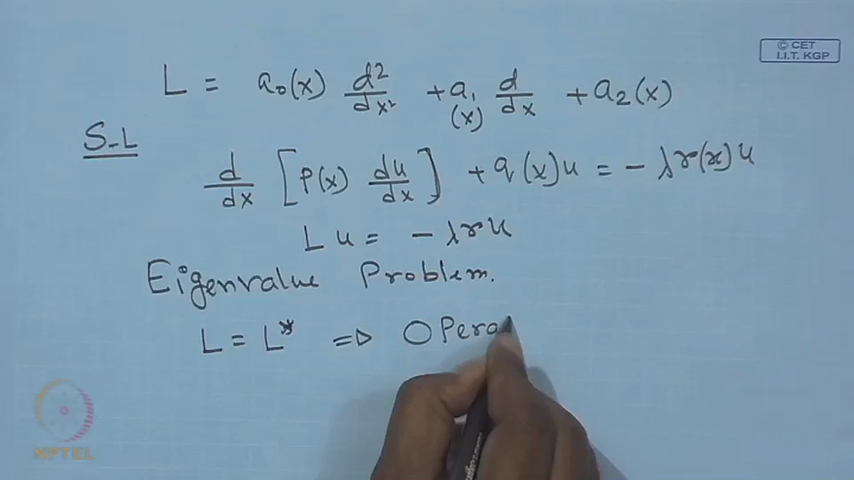 © CET
I.I.T. KGP
L = a₀(x) d²/dx² + a₁(x) d/dx + a₂(x)
S-L
d/dx [p(x) du/dx] + q(x)u = - λr(x)u
Lu = - λru
Eigenvalue Problem.
L = L* => Opera
NPTEL